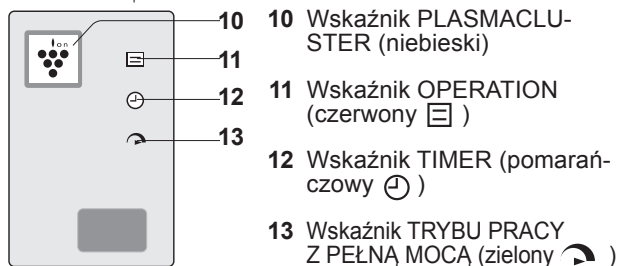 ion
10
11
12
13
10 Wskaźnik PLASMACLU-
STER (niebieski)
11 Wskaźnik OPERATION
(czerwony )
12 Wskaźnik TIMER (pomarań-
czowy )
13 Wskaźnik TRYBU PRACY
Z PEŁNĄ MOCĄ (zielony )